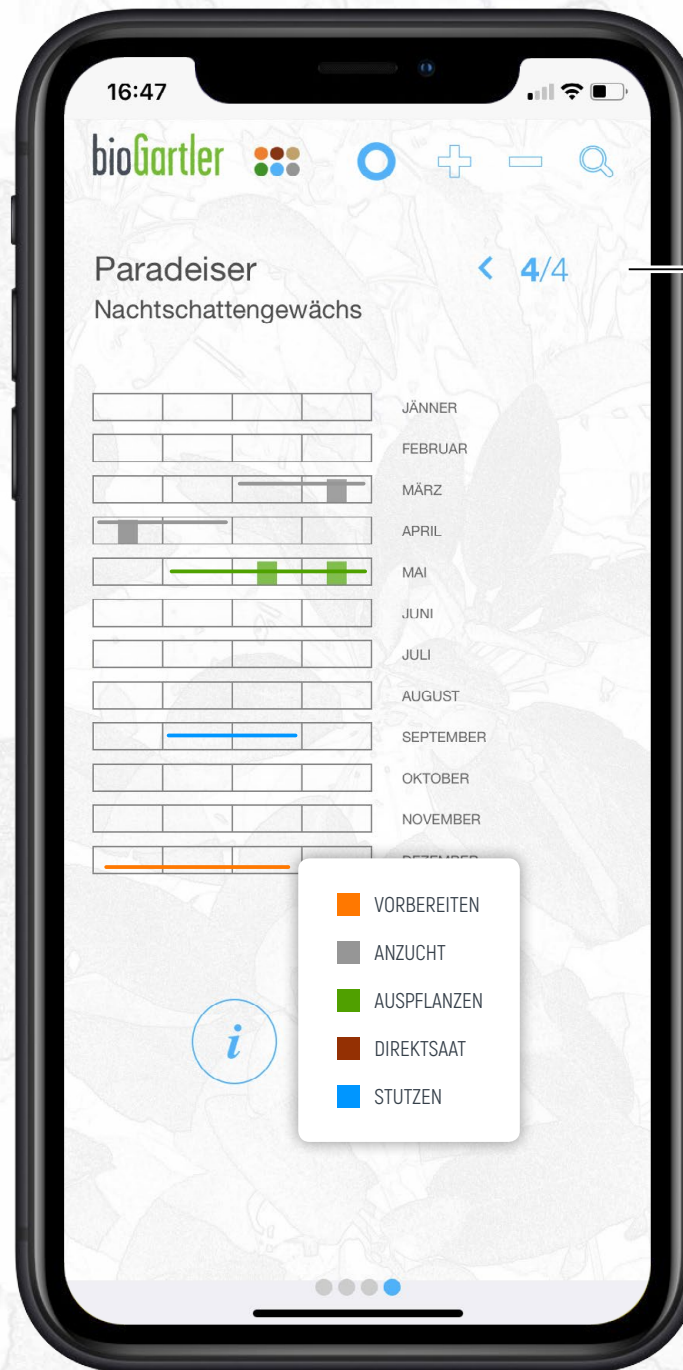 16:47
bioGartler
Paradeiser
4/4
Nachtschattengewächs
JÄNNER
FEBRUAR
MÄRZ
APRIL
MAI
JUNI
JULI
AUGUST
SEPTEMBER
OKTOBER
NOVEMBER
DEZEMBER
VORBEREITEN
ANZUCHT
AUSPFLANZEN
DIREKTSAAT
STUTZEN
i